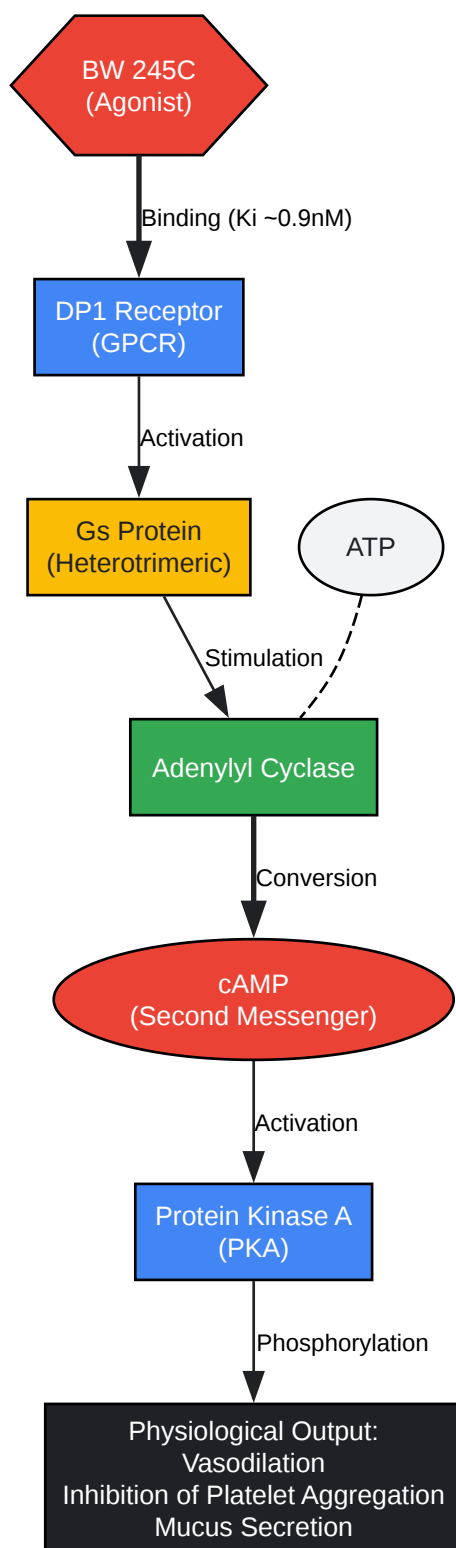 BW 245C
(Agonist)
Binding (Ki ~0.9nM)
DP1 Receptor
(GPCR)
Activation
Gs Protein
(Heterotrimeric)
ATP
Stimulation
Adenylyl Cyclase
Conversion
cAMP
(Second Messenger)
Activation
Protein Kinase A
(PKA)
Phosphorylation
Physiological Output:
Vasodilation
Inhibition of Platelet Aggregation
Mucus Secretion